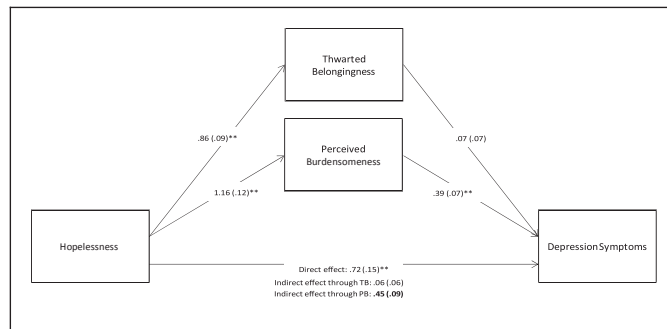 Thwarted
Belongingness
.86 (.09)**
.07 (.07)
Perceived
Burdensomeness
1.16 (.12)**
.39 (.07)**
Hopelessness
Depression Symptoms
Direct effect: .72 (.15)**
Indirect effect through TB: .06 (.06)
Indirect effect through PB: .45 (.09)